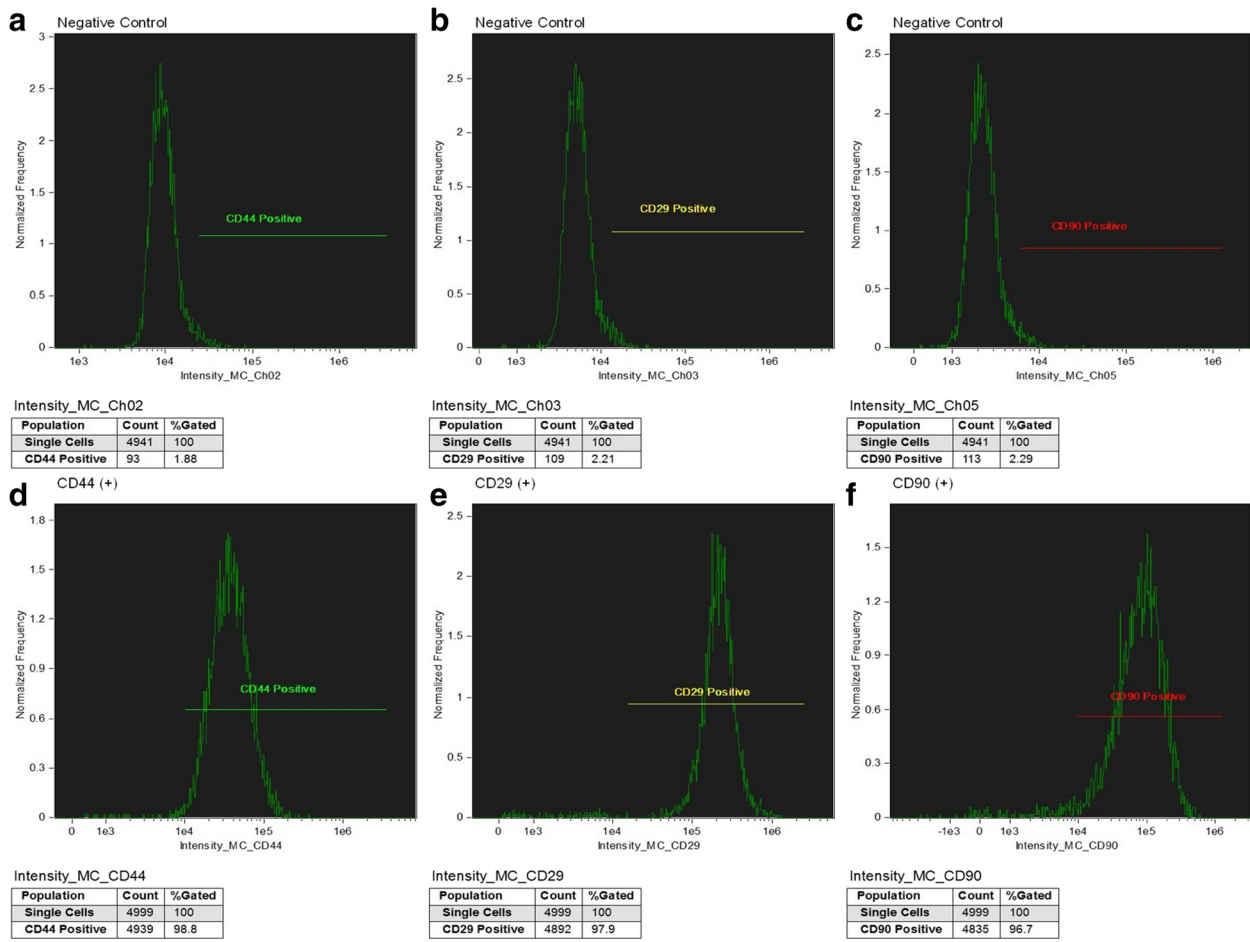 a Negative Control
3
2.5
2
1.5
1
0.5
0
Normalized Frequency
CD44 Positive
1e3 1e4 1e5 1e6
Intensity_MC_Ch02
Intensity_MC_Ch02
Population Count %Gated
Single Cells 4941 100
CD44 Positive 93 1.88
b Negative Control
2.5
2
1.5
1
0.5
0
Normalized Frequency
CD29 Positive
0 1e3 1e4 1e5 1e6
Intensity_MC_Ch03
Intensity_MC_Ch03
Population Count %Gated
Single Cells 4941 100
CD29 Positive 109 2.21
c Negative Control
2.5
2
1.5
1
0.5
0
Normalized Frequency
CD90 Positive
0 1e3 1e4 1e5 1e6
Intensity_MC_Ch05
Intensity_MC_Ch05
Population Count %Gated
Single Cells 4941 100
CD90 Positive 113 2.29
d CD44 (+)
1.8
1.5
1.2
0.9
0.6
0.3
0
Normalized Frequency
CD44 Positive
0 1e3 1e4 1e5 1e6
Intensity_MC_CD44
Intensity_MC_CD44
Population Count %Gated
Single Cells 4999 100
CD44 Positive 4939 98.8
e CD29 (+)
2.5
2
1.5
1
0.5
0
Normalized Frequency
CD29 Positive
0 1e3 1e4 1e5 1e6
Intensity_MC_CD29
Intensity_MC_CD29
Population Count %Gated
Single Cells 4999 100
CD29 Positive 4892 97.9
f CD90 (+)
1.5
1.2
0.9
0.6
0.3
0
Normalized Frequency
CD90 Positive
-1e3 0 1e3 1e4 1e5 1e6
Intensity_MC_CD90
Intensity_MC_CD90
Population Count %Gated
Single Cells 4999 100
CD90 Positive 4835 96.7